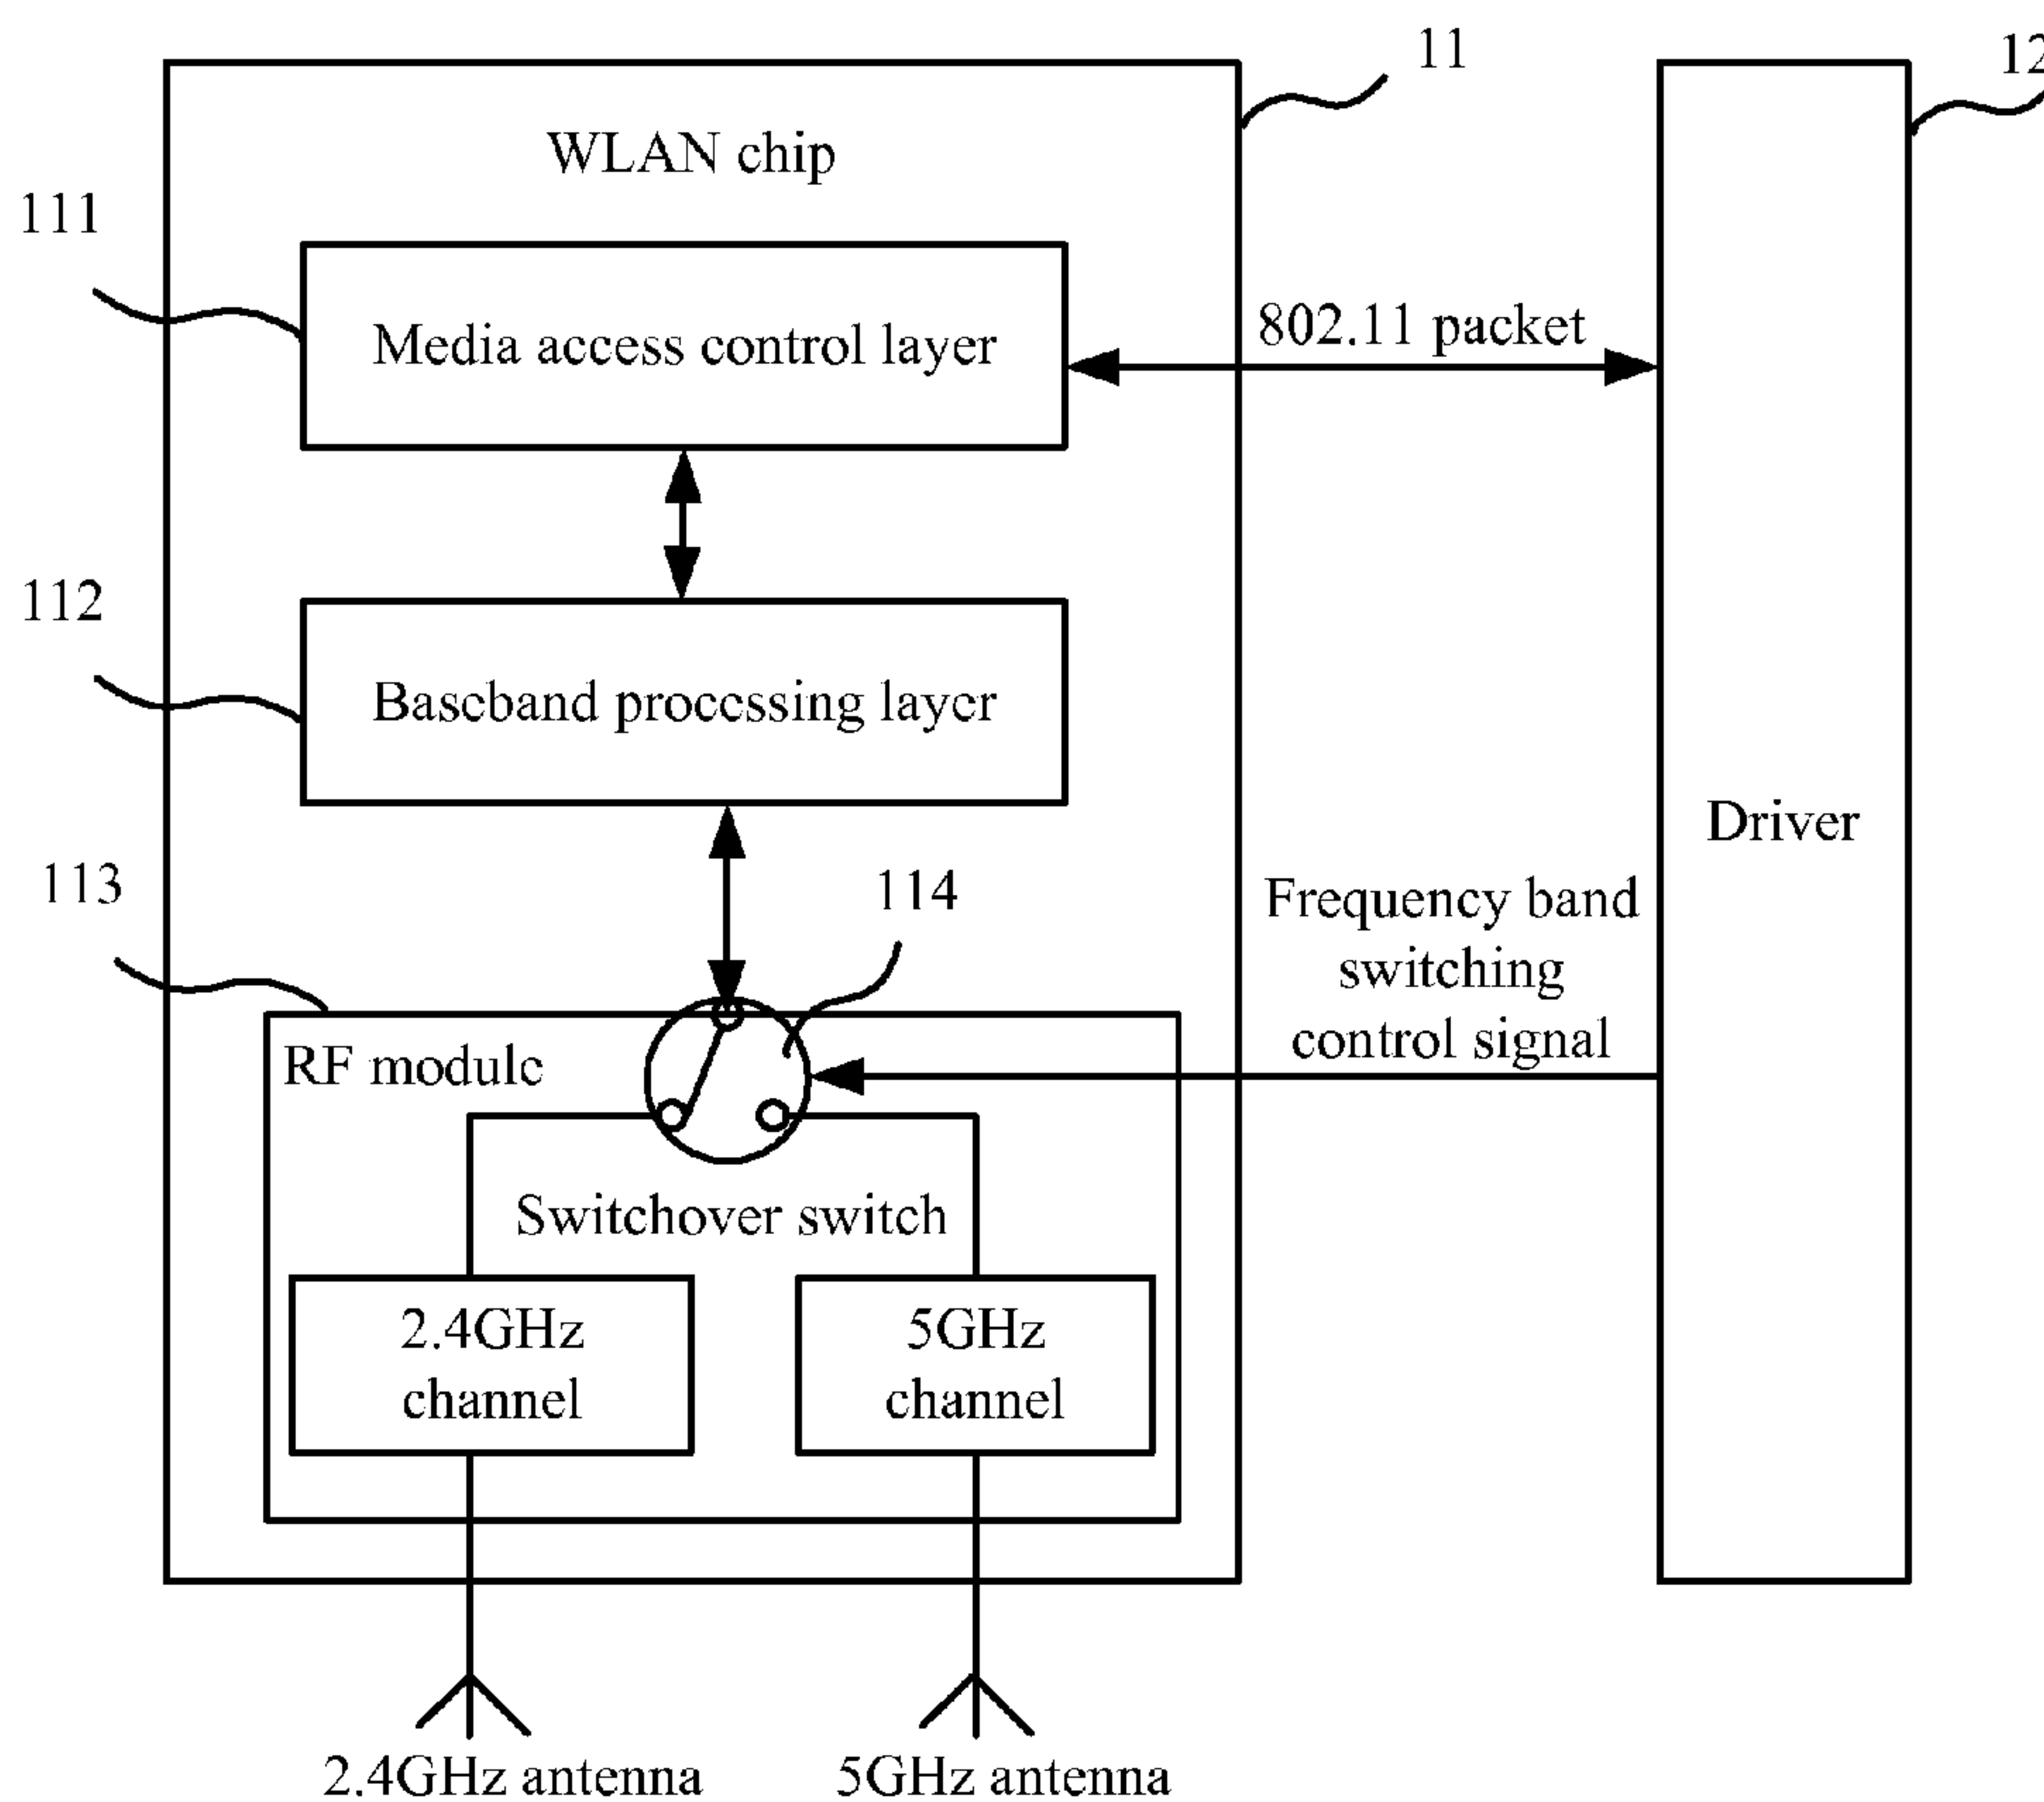 11
12
WLAN chip
111
Media access control layer
802.11 packet
112
Baseband processing layer
Driver
113
114
Frequency band
switching
control signal
RF module
Switchover switch
2.4GHz
channel
5GHz
channel
2.4GHz antenna
5GHz antenna